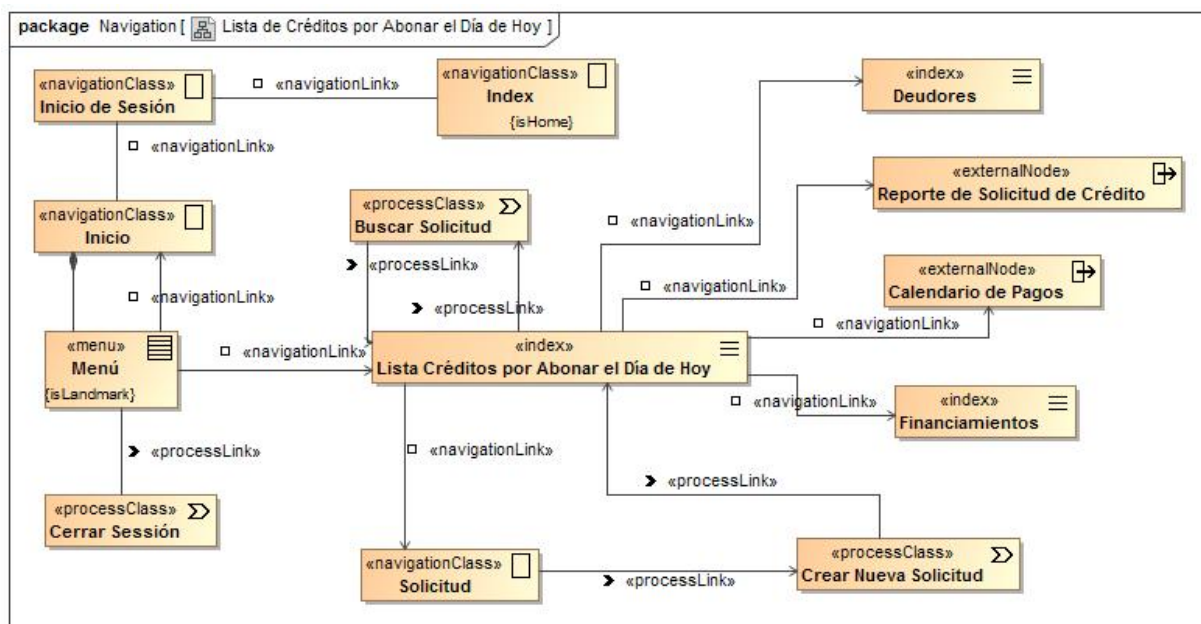 package Navigation [ Lista de Créditos por Abonar el Día de Hoy ]
«navigationClass»
Inicio de Sesión
«navigationLink»
«navigationClass»
Index
{isHome}
«index»
Deudores
«navigationLink»
«navigationClass»
Inicio
«processClass»
Buscar Solicitud
«navigationLink»
«externalNode»
Reporte de Solicitud de Crédito
«navigationLink»
«processLink»
«processLink»
«navigationLink»
«externalNode»
Calendario de Pagos
«navigationLink»
«menu»
Menú
{isLandmark}
«navigationLink»
«index»
Lista Créditos por Abonar el Día de Hoy
«navigationLink»
«index»
Financiamientos
«processLink»
«navigationLink»
«processLink»
«processClass»
Cerrar Sessión
«navigationClass»
Solicitud
«processLink»
«processClass»
Crear Nueva Solicitud